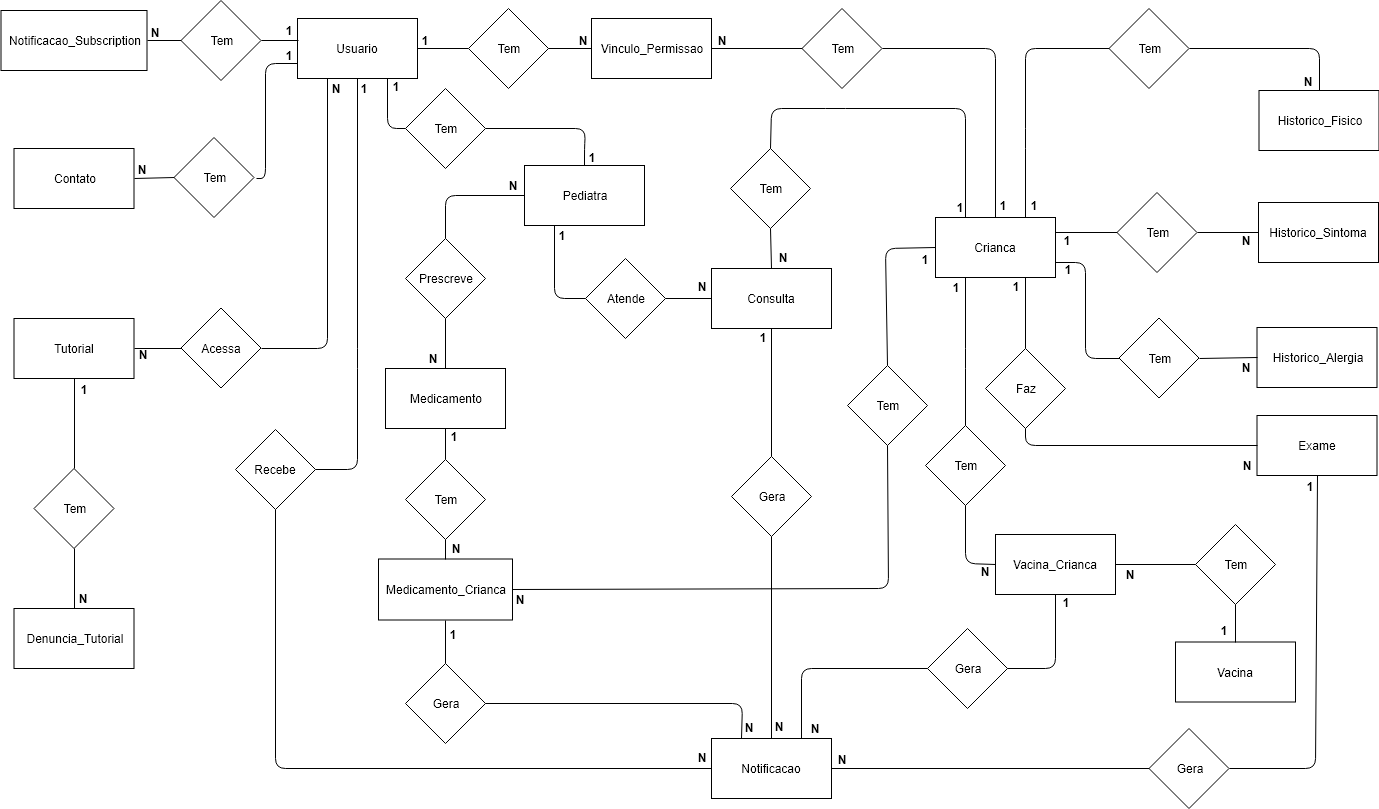 Notificacao_Subscription
N
Tem
1
Usuario
1
Tem
N
Vinculo_Permissao
N
Tem
Tem
N
Historico_Fisico
1
N
1
1
Tem
1
Contato
N
Tem
N
Pediatra
1
Tem
N
1
1
1
Crianca
1
1
1
1
1
Tem
N
Historico_Sintoma
Prescreve
Atende
N
Consulta
1
Tutorial
N
Acessa
1
Tem
N
Historico_Alergia
N
Medicamento
1
Tem
Faz
Exame
N
1
Recebe
Tem
N
Gera
Tem
Tem
N
Denuncia_Tutorial
Medicamento_Crianca
N
1
N
Vacina_Crianca
N
1
Tem
1
Vacina
Gera
Gera
N
N
N
N
Notificacao
N
Gera